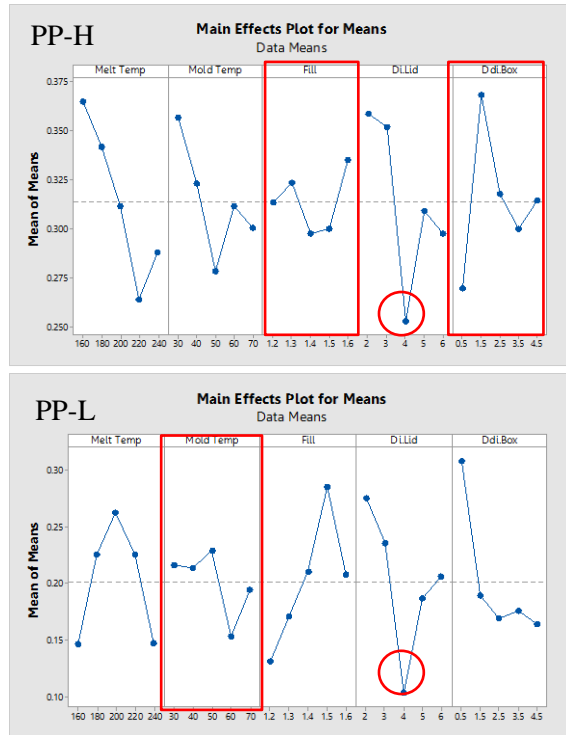 PP-H
Main Effects Plot for Means
Data Means
Melt Temp Mold Temp Fill Di.Lid Ddi.Box
Mean of Means
0.375
0.350
0.325
0.300
0.275
0.250
160 180 200 220 240 30 40 50 60 70 1.2 1.3 1.4 1.5 1.6 2 3 4 5 6 0.5 1.5 2.5 3.5 4.5
PP-L
Main Effects Plot for Means
Data Means
Melt Temp Mold Temp Fill Di.Lid Ddi.Box
Mean of Means
0.30
0.25
0.20
0.15
0.10
160 180 200 220 240 30 40 50 60 70 1.2 1.3 1.4 1.5 1.6 2 3 4 5 6 0.5 1.5 2.5 3.5 4.5